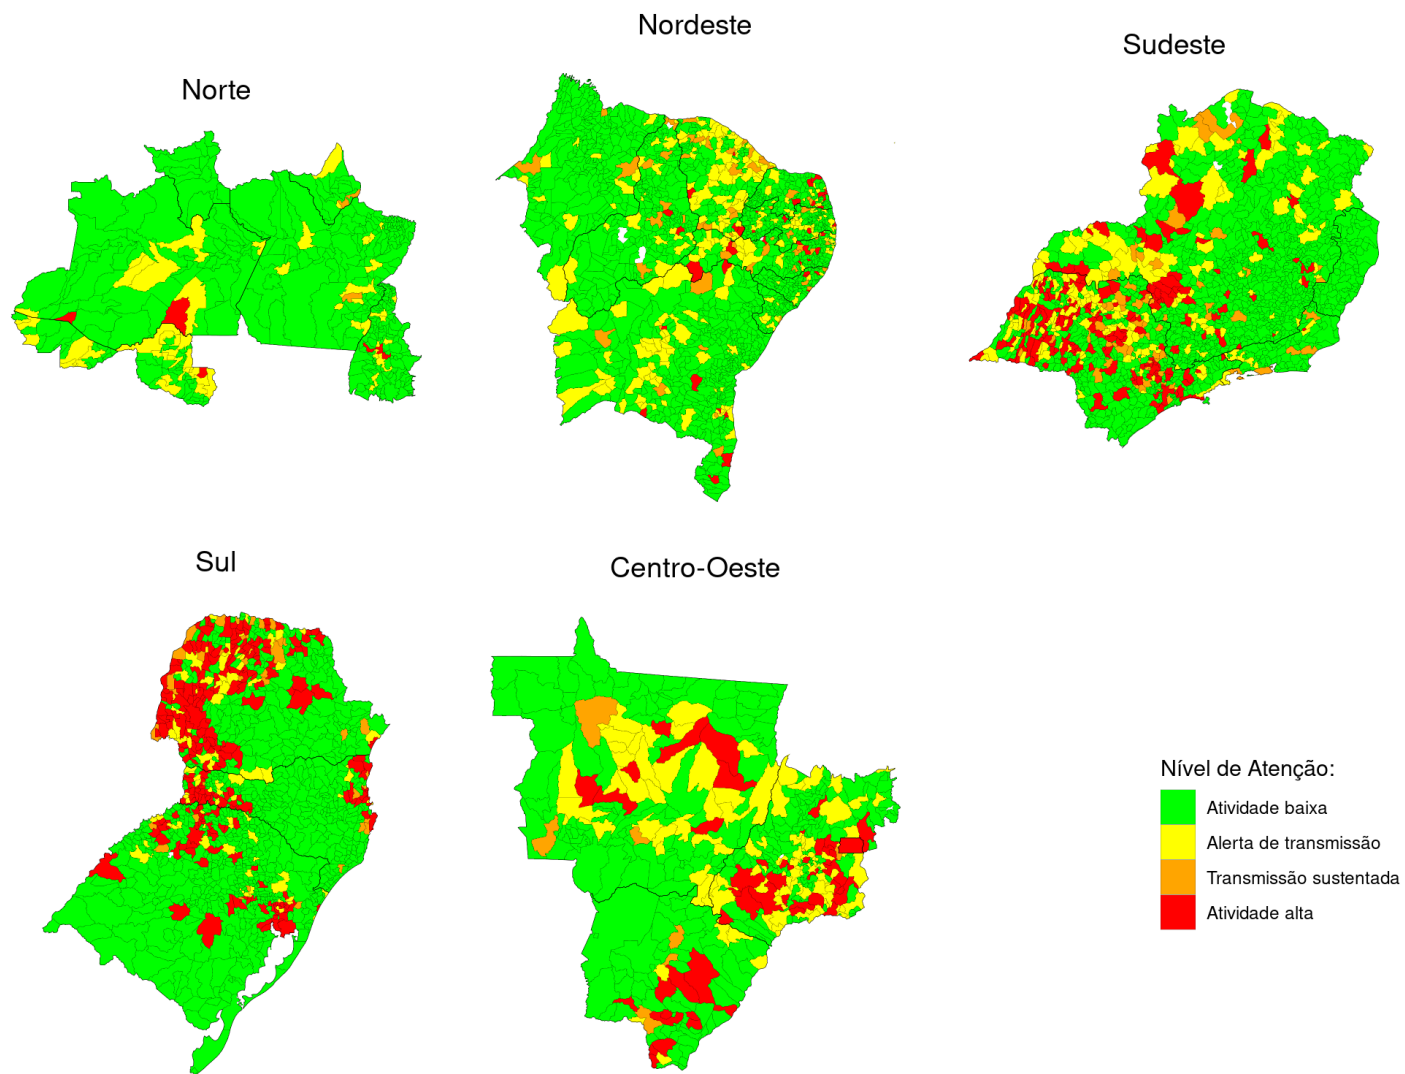 Norte
Nordeste
Sudeste
Sul
Centro-Oeste
Nível de Atenção:
Atividade baixa
Alerta de transmissão
Transmissão sustentada
Atividade alta